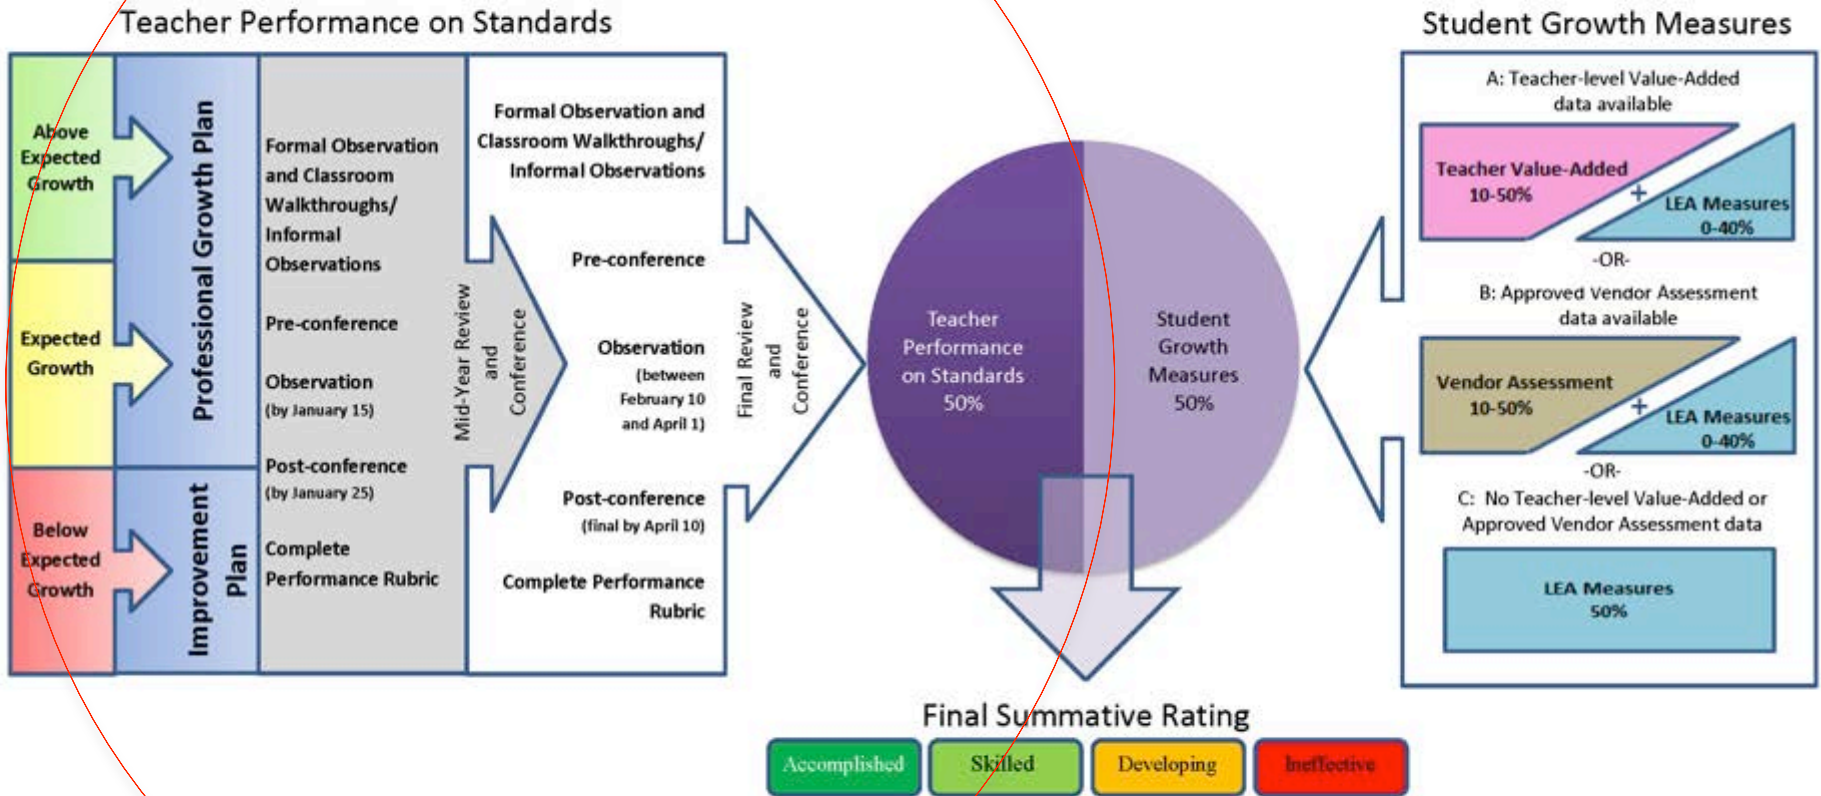 Teacher Performance on Standards
Above
Expected
Growth
Expected
Growth
Below
Expected
Growth
Professional Growth Plan
Improvement
Plan
Formal Observation
and Classroom
Walkthroughs/
Informal
Observations
Pre-conference
Observation
(by January 15)
Post-conference
(by January 25)
Complete
Performance Rubric
Mid-Year Review
and
Conference
Formal Observation and
Classroom Walkthroughs/
Informal Observations
Pre-conference
Observation
(between
February 10
and April 1)
Post-conference
(final by April 10)
Complete Performance
Rubric
Final Review
and
Conference
Teacher
Performance
on Standards
50%
Student
Growth
Measures
50%
Student Growth Measures
A: Teacher-level Value-Added
data available
Teacher Value-Added
10-50%
+
LEA Measures
0-40%
-OR-
B: Approved Vendor Assessment
data available
Vendor Assessment
10-50%
+
LEA Measures
0-40%
-OR-
C: No Teacher-level Value-Added or
Approved Vendor Assessment data
LEA Measures
50%
Final Summative Rating
Accomplished
Skilled
Developing
Ineffective